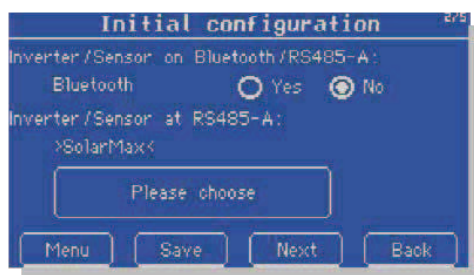 Initial configuration 2/5
Inverter/Sensor on Bluetooth/RS485-A:
Bluetooth Yes No
Inverter/Sensor at RS485-A:
>SolarMax<
Please choose
Menu Save Next Back